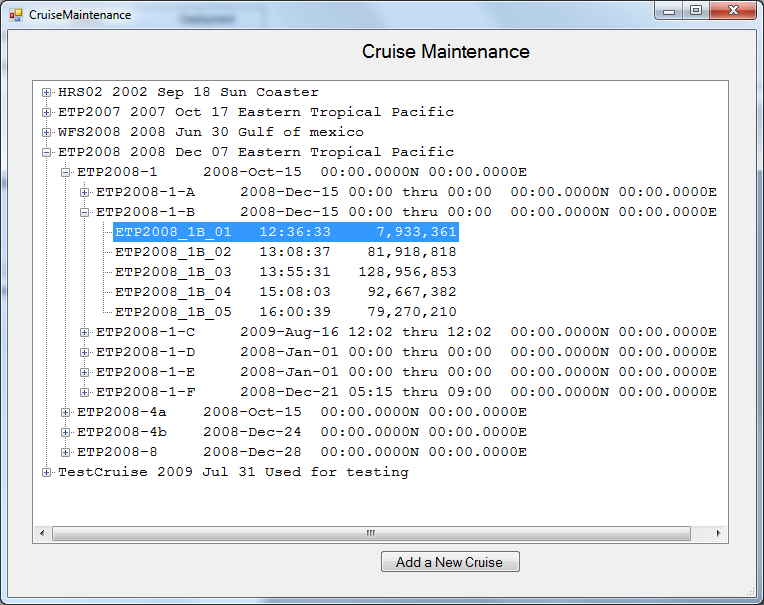 CruiseMaintenance
Cruise Maintenance
HRS02 2002 Sep 18 Sun Coaster
ETP2007 2007 Oct 17 Eastern Tropical Pacific
WFS2008 2008 Jun 30 Gulf of mexico
ETP2008 2008 Dec 07 Eastern Tropical Pacific
ETP2008-1 2008-Oct-15 00:00.0000N 00:00.0000E
ETP2008-1-A 2008-Dec-15 00:00 thru 00:00 00:00.0000N 00:00.0000E
ETP2008-1-B 2008-Dec-15 00:00 thru 00:00 00:00.0000N 00:00.0000E
ETP2008_1B_01 12:36:33 7,933,361
ETP2008_1B_02 13:08:37 81,918,818
ETP2008_1B_03 13:55:31 128,956,853
ETP2008_1B_04 15:08:03 92,667,382
ETP2008_1B_05 16:00:39 79,270,210
ETP2008-1-C 2009-Aug-16 12:02 thru 12:02 00:00.0000N 00:00.0000E
ETP2008-1-D 2008-Jan-01 00:00 thru 00:00 00:00.0000N 00:00.0000E
ETP2008-1-E 2008-Jan-01 00:00 thru 00:00 00:00.0000N 00:00.0000E
ETP2008-1-F 2008-Dec-21 05:15 thru 09:00 00:00.0000N 00:00.0000E
ETP2008-4a 2008-Oct-15 00:00.0000N 00:00.0000E
ETP2008-4b 2008-Dec-24 00:00.0000N 00:00.0000E
ETP2008-8 2008-Dec-28 00:00.0000N 00:00.0000E
TestCruise 2009 Jul 31 Used for testing
Add a New Cruise